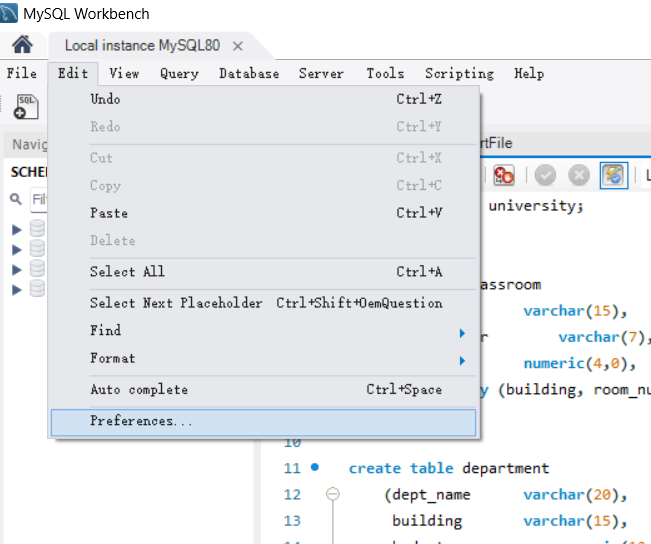 MySQL Workbench
Local instance MySQL80 ×
File Edit View Query Database Server Tools Scripting Help
SQL
Undo Ctrl+Z
Redo Ctrl+Y
Cut Ctrl+X
Copy Ctrl+C
Paste Ctrl+V
Delete
Select All Ctrl+A
Select Next Placeholder Ctrl+Shift+OemQuestion
Find
Format
Auto complete Ctrl+Space
Preferences...
Navig
SCHE
Fil
rtFile
L
university;
assroom
varchar(15),
r varchar(7),
numeric(4,0),
y (building, room_nu
10
11 create table department
12 (dept_name varchar(20),
13 building varchar(15),